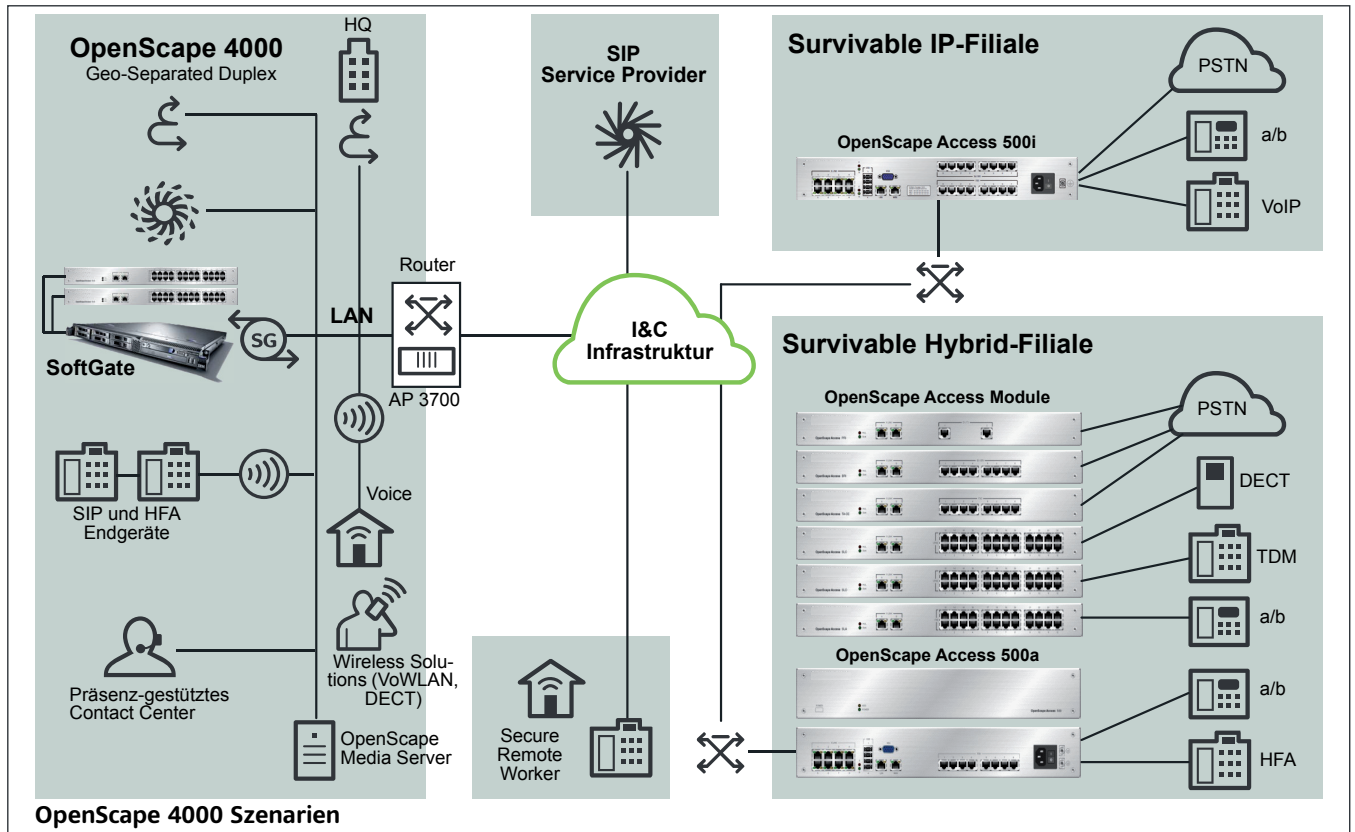 OpenScape 4000
Geo-Separated Duplex
HQ
SoftGate
SG
LAN
Router
AP 3700
SIP und HFA
Endgeräte
Voice
Präsenz-gestütztes
Contact Center
Wireless Solu-
tions (VoWLAN,
DECT)
OpenScape
Media Server
SIP
Service Provider
I&C
Infrastruktur
Secure
Remote
Worker
Survivable IP-Filiale
OpenScape Access 500i
PSTN
a/b
VoIP
Survivable Hybrid-Filiale
OpenScape Access Module
PSTN
DECT
TDM
a/b
OpenScape Access 500a
a/b
HFA
OpenScape 4000 Szenarien